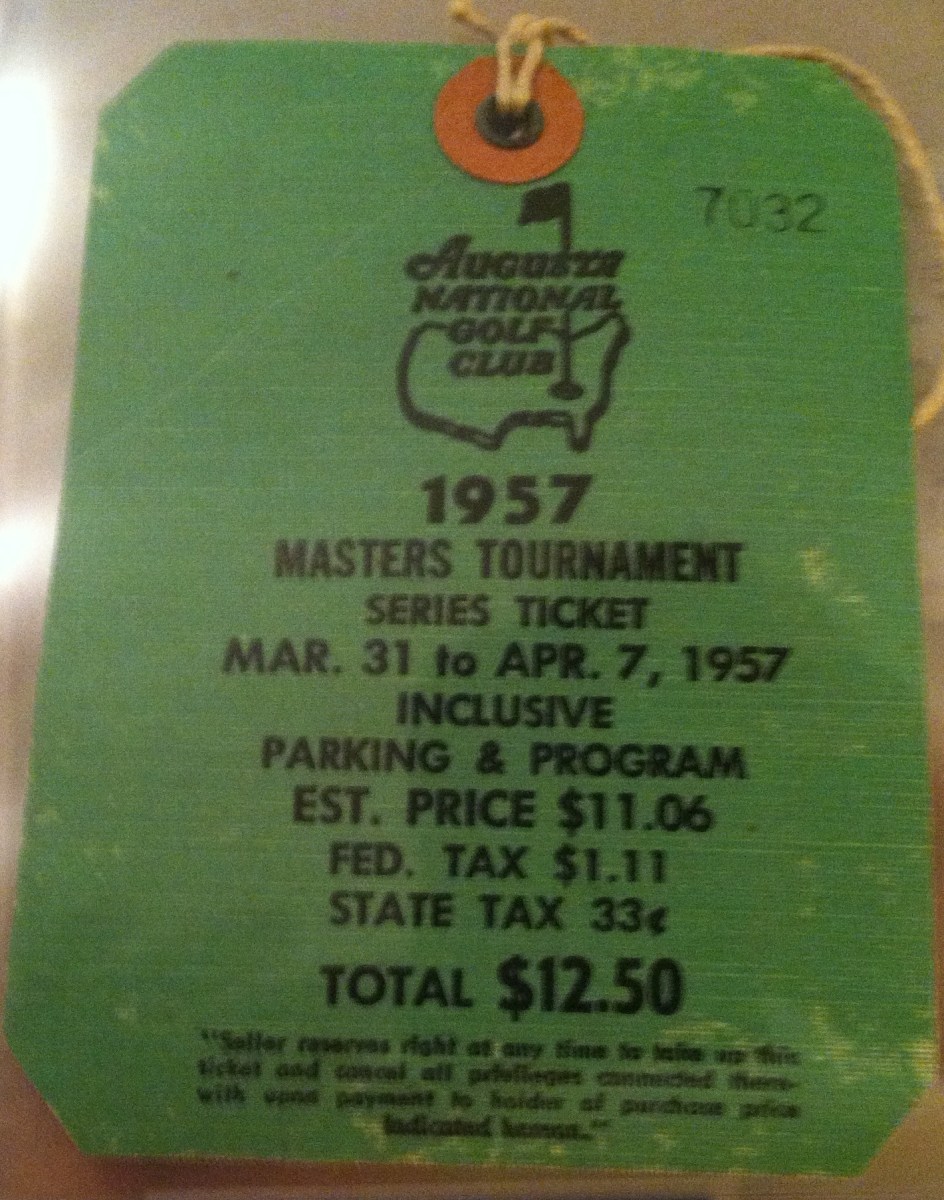 7032
Augusta
NATIONAL
GOLF
CLUB
1957
MASTERS TOURNAMENT
SERIES TICKET
MAR. 31 to APR. 7, 1957
INCLUSIVE
PARKING & PROGRAM
EST. PRICE $11.06
FED. TAX $1.11
STATE TAX 33¢
TOTAL $12.50
"Seller reserves right at any time to take up this
ticket and cancel all privileges connected there-
with upon payment to holder of purchase price
indicated hereon."